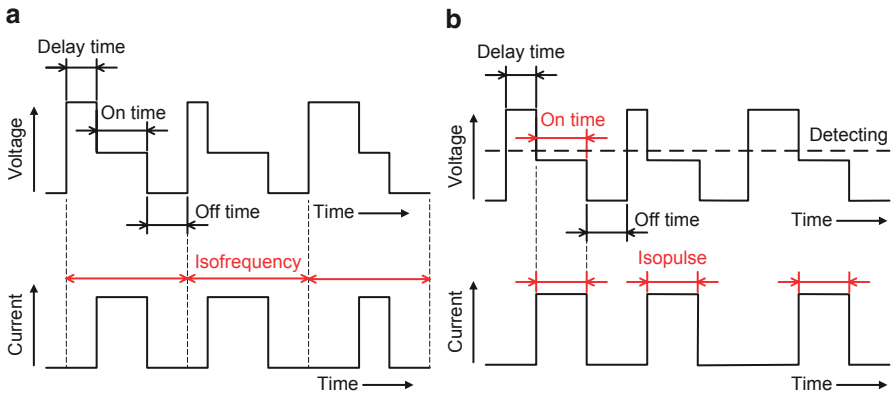 a
Delay time
On time
Voltage
Off time
Time
Isofrequency
Current
Time
b
Delay time
On time
Detecting
Voltage
Off time
Time
Isopulse
Current
Time